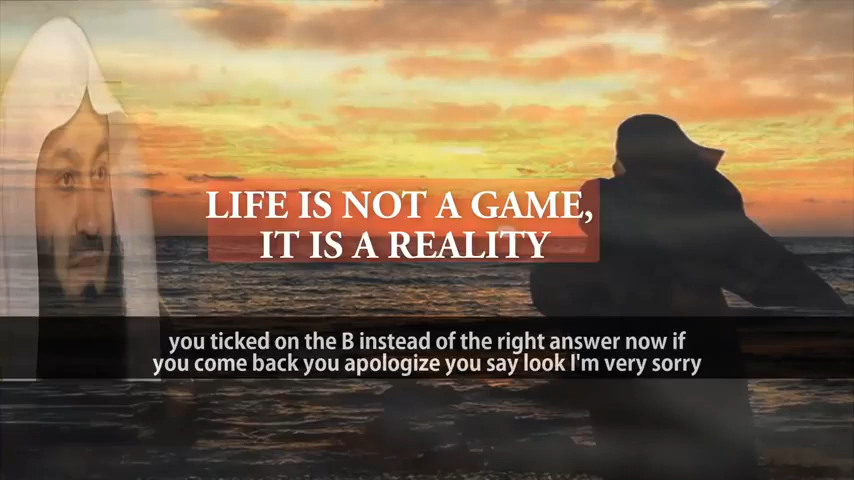 LIFE IS NOT A GAME,
IT IS A REALITY
you ticked on the B instead of the right answer now if
you come back you apologize you say look I'm very sorry